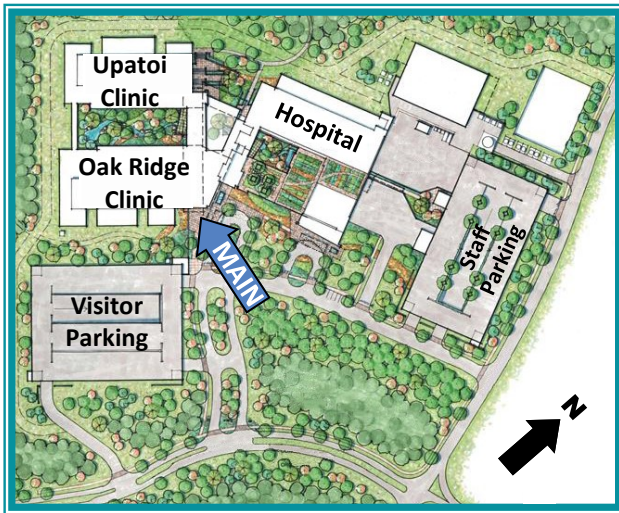 Upatoi
Clinic
Hospital
Oak Ridge
Clinic
MAIN
Staff
Parking
Visitor
Parking
N